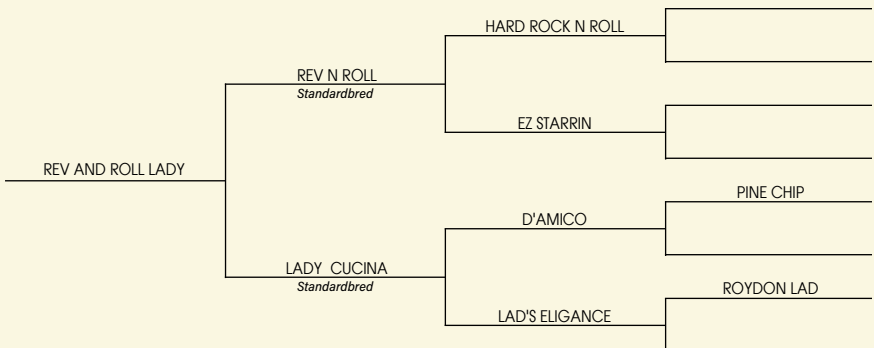 HARD ROCK N ROLL
REV N ROLL
Standardbred
EZ STARRIN
REV AND ROLL LADY
PINE CHIP
D'AMICO
LADY CUCINA
Standardbred
ROYDON LAD
LAD'S ELIGANCE